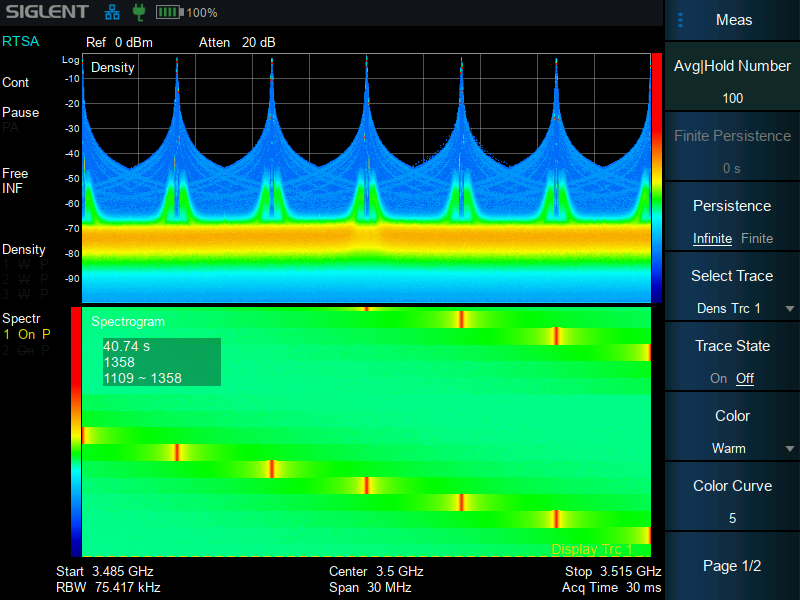 SIGLENT 100% Meas
RTSA Ref 0 dBm Atten 20 dB
Avg|Hold Number
100
Cont
Pause
PA
Free
INF
Density
1 W P
2 W P
3 W P
Spectr
1 On P
2 On P
Log
-10
-20
-30
-40
-50
-60
-70
-80
-90
Density
Spectrogram
40.74 s
1358
1109 ~ 1358
Display Trc 1
Start 3.485 GHz Center 3.5 GHz Stop 3.515 GHz
RBW 75.417 kHz Span 30 MHz Acq Time 30 ms
Finite Persistence
0 s
Persistence
Infinite Finite
Select Trace
Dens Trc 1
Trace State
On Off
Color
Warm
Color Curve
5
Page 1/2